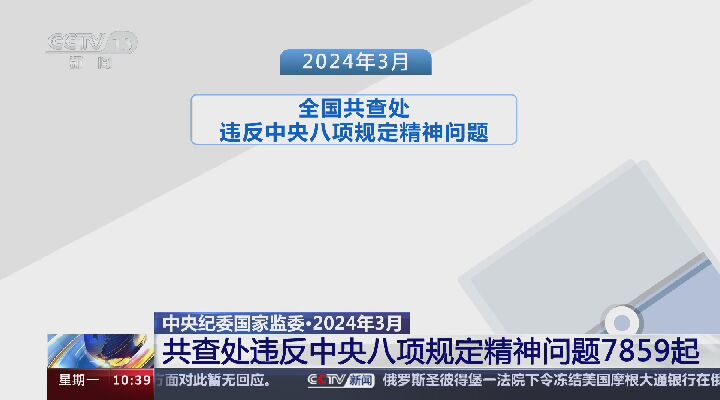 CCTV 13
新闻
2024年3月
全国共查处
违反中央八项规定精神问题
中央纪委国家监委·2024年3月
共查处违反中央八项规定精神问题7859起
星期一 10:39 方面对此暂无回应。 CCTV 新闻 俄罗斯圣彼得堡一法院下令冻结美国摩根大通银行在俄